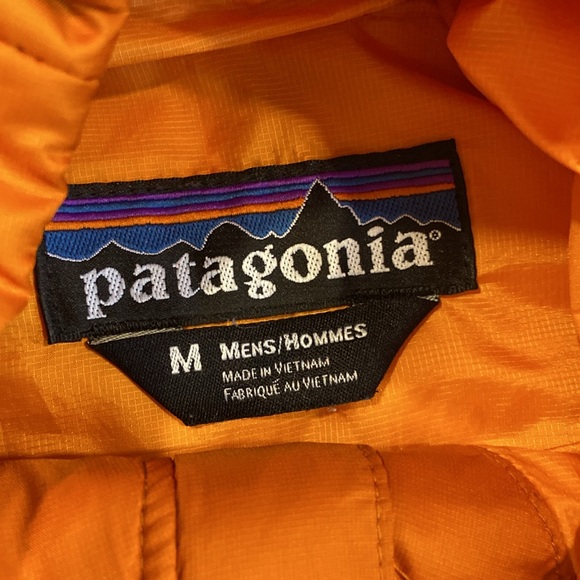 patagonia®
M MENS/HOMMES
MADE IN VIETNAM
FABRIQUÉ AU VIETNAM